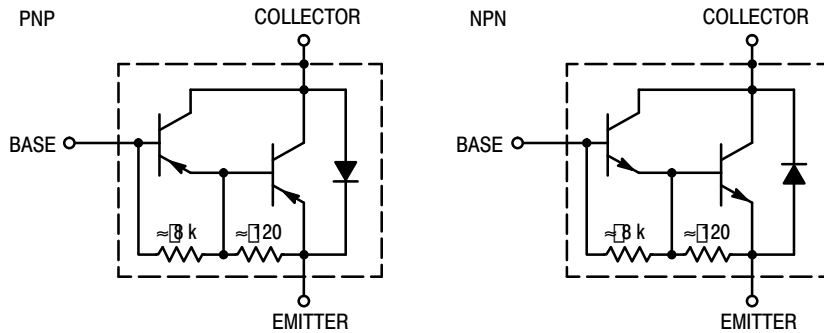 PNP
COLLECTOR
BASE
≈ 8 k
≈ 120
EMITTER
NPN
COLLECTOR
BASE
≈ 8 k
≈ 120
EMITTER